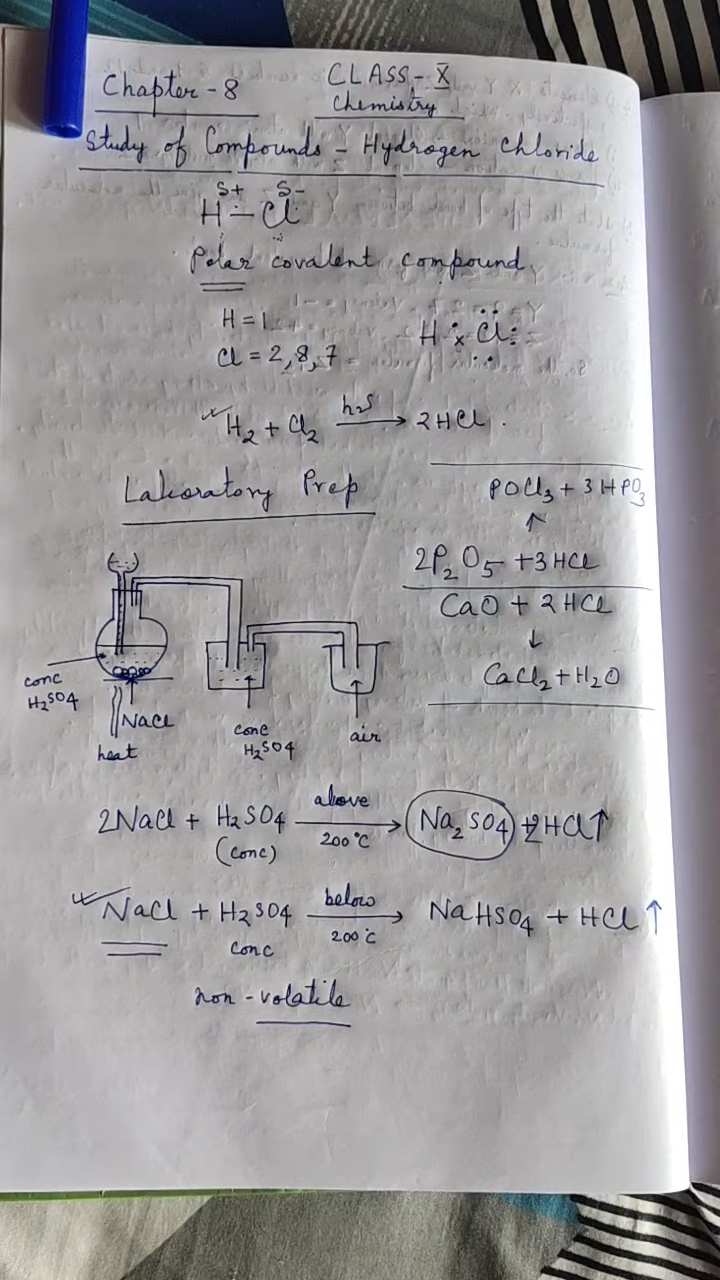 Chapter - 8
CLASS - X
Chemistry
Study of Compounds - Hydrogen Chloride
S+ S-
H - Cl
Polar covalent compound
H = 1
Cl = 2, 8, 7
H x Cl
H2 + Cl2 → 2HCl.
Laboratory Prep
POCl3 + 3HPO3
↑
2P2O5 + 3HCl
CaO + 2HCl
↓
CaCl2 + H2O
conc
H2SO4
NaCl
heat
conc
H2SO4
air
2NaCl + H2SO4 (conc) above 200°C → Na2SO4 + 2HCl↑
NaCl + H2SO4 conc below 200°C → NaHSO4 + HCl ↑
non-volatile